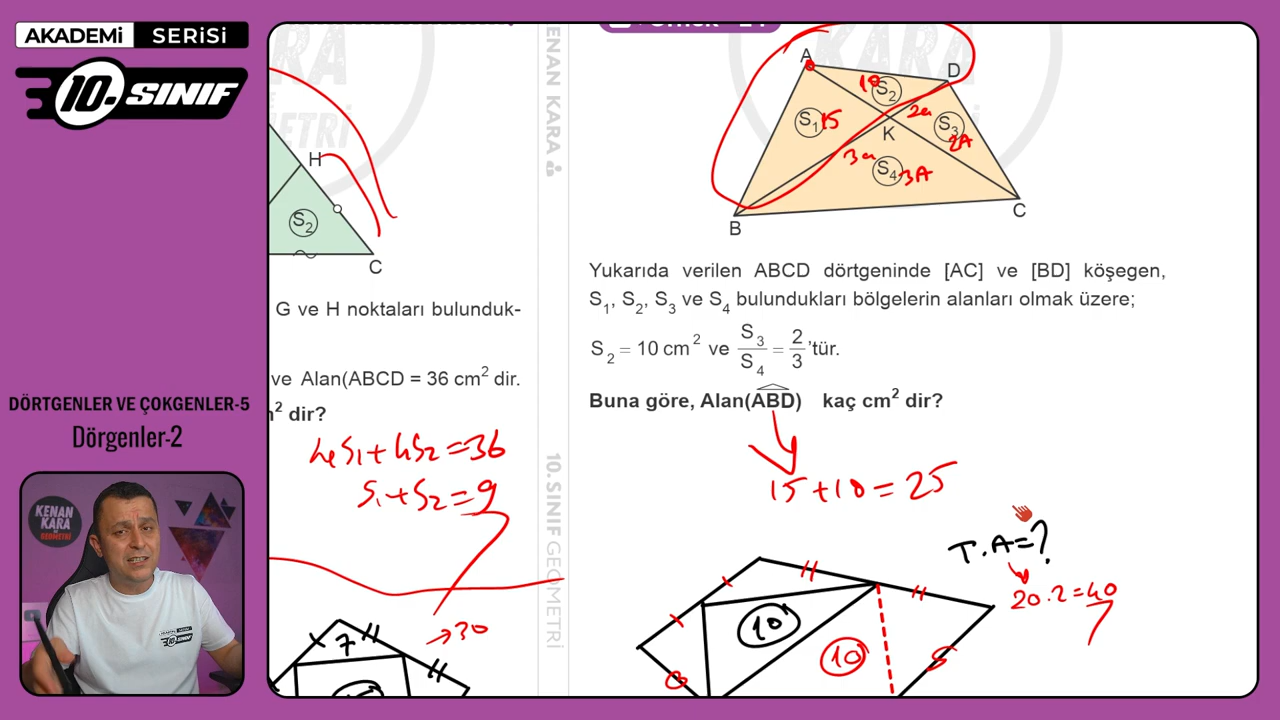 AKADEMİ SERİSİ
10. SINIF
DÖRTGENLER VE ÇOKGENLER-5
Dörgenler-2
KENAN KARA
GEOMETRİ
H
S2
C
G ve H noktaları bulunduk-
ve Alan(ABCD = 36 cm² dir.
m² dir?
4S1 + 4S2 = 36
S1 + S2 = 9
→30
7
KENAN KARA
10. SINIF GEOMETRİ
KARA
A
D
10
S2
S1
15
2a
K
S3
2A
3a
S4
3A
B
C
Yukarıda verilen ABCD dörtgeninde [AC] ve [BD] köşegen,
S1, S2, S3 ve S4 bulundukları bölgelerin alanları olmak üzere;
S2 = 10 cm² ve S3/S4 = 2/3 'tür.
Buna göre, Alan(ABD) kaç cm² dir?
15 + 10 = 25
T.A=?
20.2=40
10
10